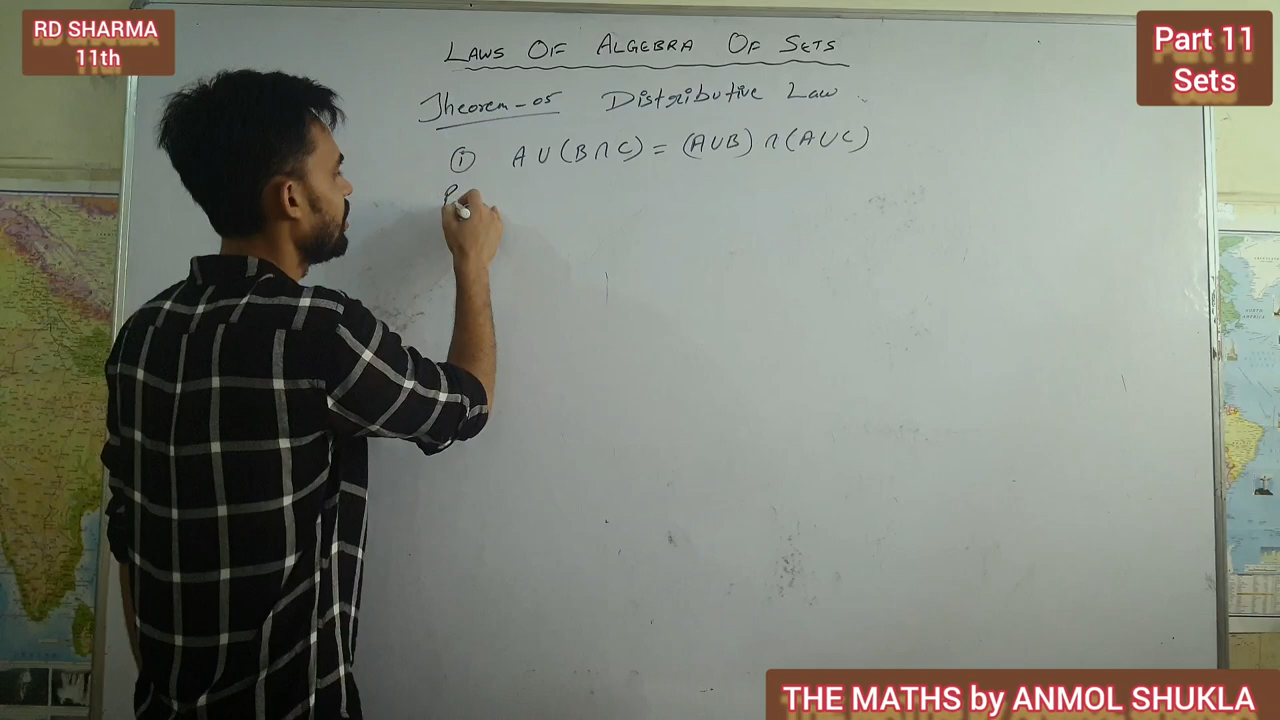 RD SHARMA
11th
Part 11
Sets
LAWS OF ALGEBRA OF SETS
Theorem-05 Distributive Law
(i) A ∪ (B ∩ C) = (A ∪ B) ∩ (A ∪ C)
P
THE MATHS by ANMOL SHUKLA